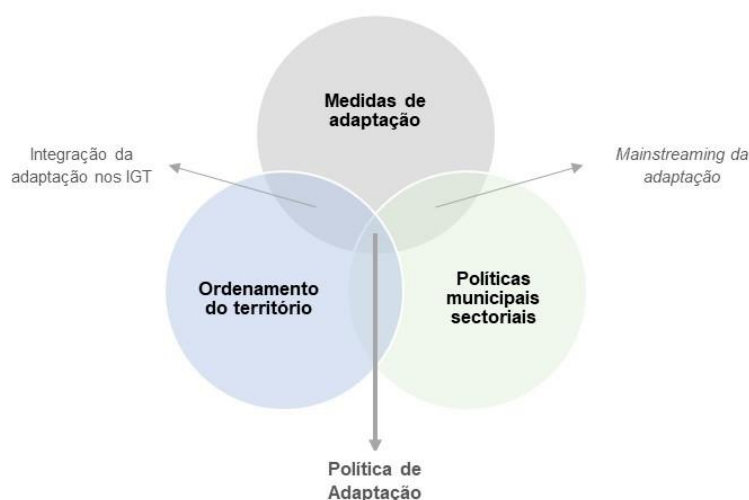 Medidas de
adaptação
Integração da
adaptação nos IGT
Mainstreaming da
adaptação
Ordenamento
do território
Políticas
municipais
sectoriais
Política de
Adaptação